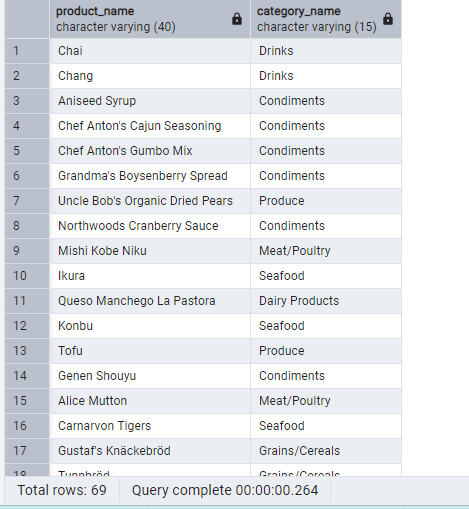 product_name category_name
character varying (40) character varying (15)
1 Chai Drinks
2 Chang Drinks
3 Aniseed Syrup Condiments
4 Chef Anton's Cajun Seasoning Condiments
5 Chef Anton's Gumbo Mix Condiments
6 Grandma's Boysenberry Spread Condiments
7 Uncle Bob's Organic Dried Pears Produce
8 Northwoods Cranberry Sauce Condiments
9 Mishi Kobe Niku Meat/Poultry
10 Ikura Seafood
11 Queso Manchego La Pastora Dairy Products
12 Konbu Seafood
13 Tofu Produce
14 Genen Shouyu Condiments
15 Alice Mutton Meat/Poultry
16 Carnarvon Tigers Seafood
17 Gustaf's Knäckebröd Grains/Cereals
18 Tunnbröd Grains/Cereals
Total rows: 69 Query complete 00:00:00.264